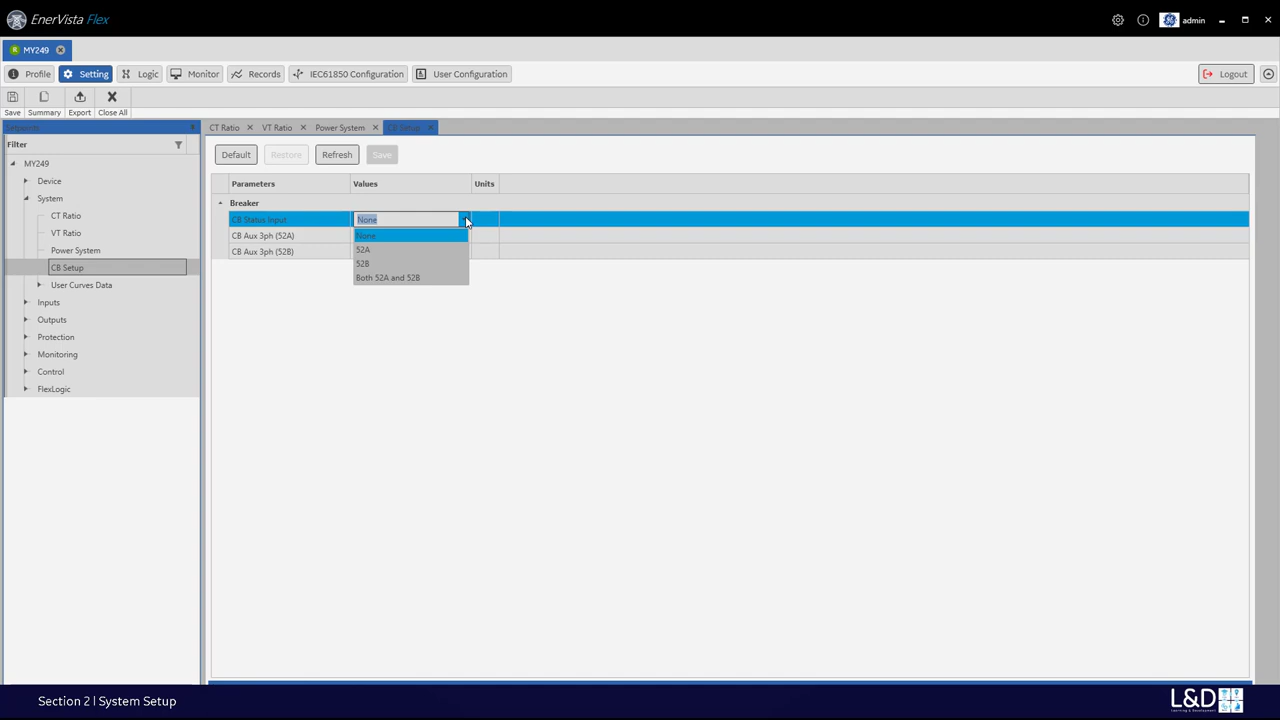 EnerVista Flex
admin
R MY249
Profile
Setting
Logic
Monitor
Records
IEC61850 Configuration
User Configuration
Logout
Save
Summary
Export
Close All
Setpoints
CT Ratio
VT Ratio
Power System
CB Setup
Filter
Default
Restore
Refresh
Save
MY249
Device
System
CT Ratio
VT Ratio
Power System
CB Setup
User Curves Data
Inputs
Outputs
Protection
Monitoring
Control
FlexLogic
Parameters
Values
Units
Breaker
CB Status Input
None
CB Aux 3ph (52A)
None
CB Aux 3ph (52B)
52A
52B
Both 52A and 52B
Section 2 | System Setup
L&D
Learning & Development